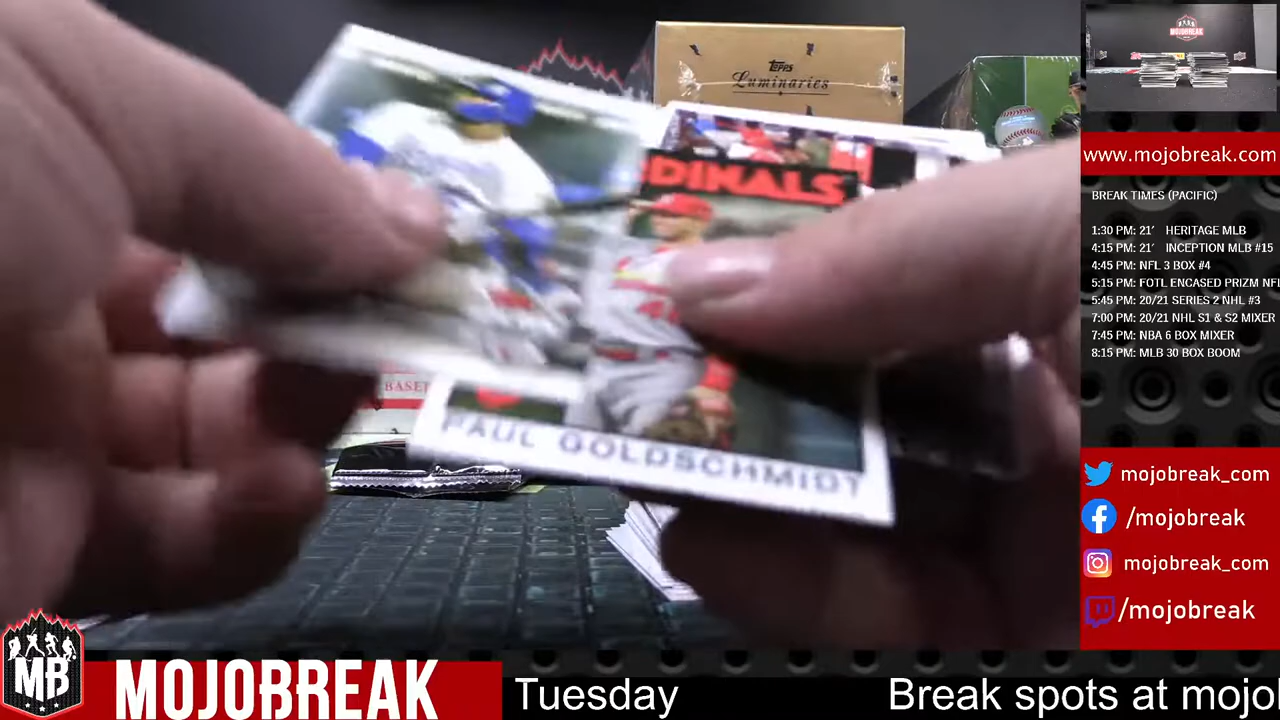 TOPPS
Luminaries
DINALS
PAUL GOLDSCHMIDT
BASE
www.mojobreak.com
BREAK TIMES (PACIFIC)
1:30 PM: 21' HERITAGE MLB
4:15 PM: 21' INCEPTION MLB #15
4:45 PM: NFL 3 BOX #4
5:15 PM: FOTL ENCASED PRIZM NFL
5:45 PM: 20/21 SERIES 2 NHL #3
7:00 PM: 20/21 NHL S1 & S2 MIXER
7:45 PM: NBA 6 BOX MIXER
8:15 PM: MLB 30 BOX BOOM
mojobreak_com
/mojobreak
mojobreak_com
/mojobreak
MB
MOJOBREAK
Tuesday
Break spots at mojo